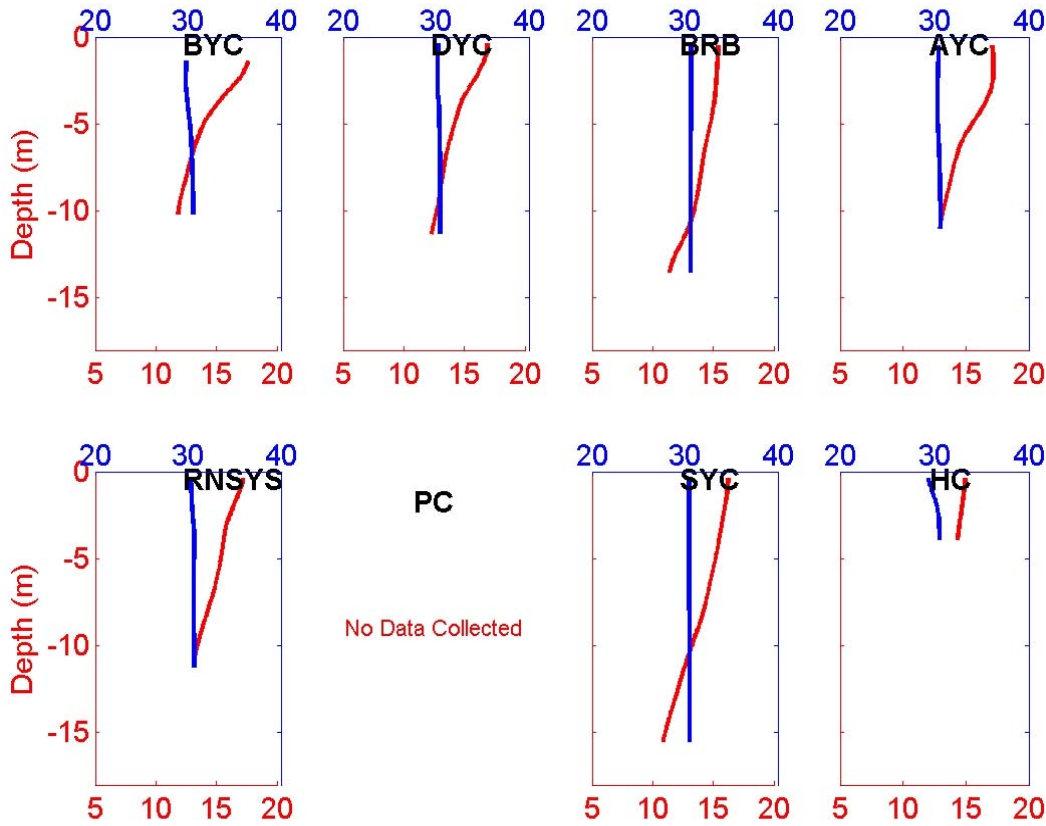 20 30 40 20 30 40 20 30 40 20 30 40
0 BYC DYC BRB AYC
-5
Depth (m)
-10
-15
5 10 15 20 5 10 15 20 5 10 15 20 5 10 15 20
20 30 40 20 30 40 20 30 40
0 RNSYS SYC HC
PC
-5
Depth (m)
No Data Collected
-10
-15
5 10 15 20 5 10 15 20 5 10 15 20